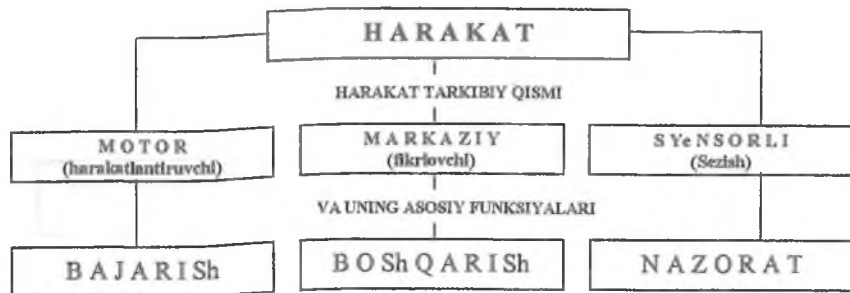 HARAKAT
HARAKAT TARKIBIY QISMI
MOTOR
(harakatlantiruvchi)
MARKAZIY
(fikrlovchi)
SYeNSORLI
(Sezish)
VA UNING ASOSIY FUNKSIYALARI
BAJARISh
BOShQARISh
NAZORAT